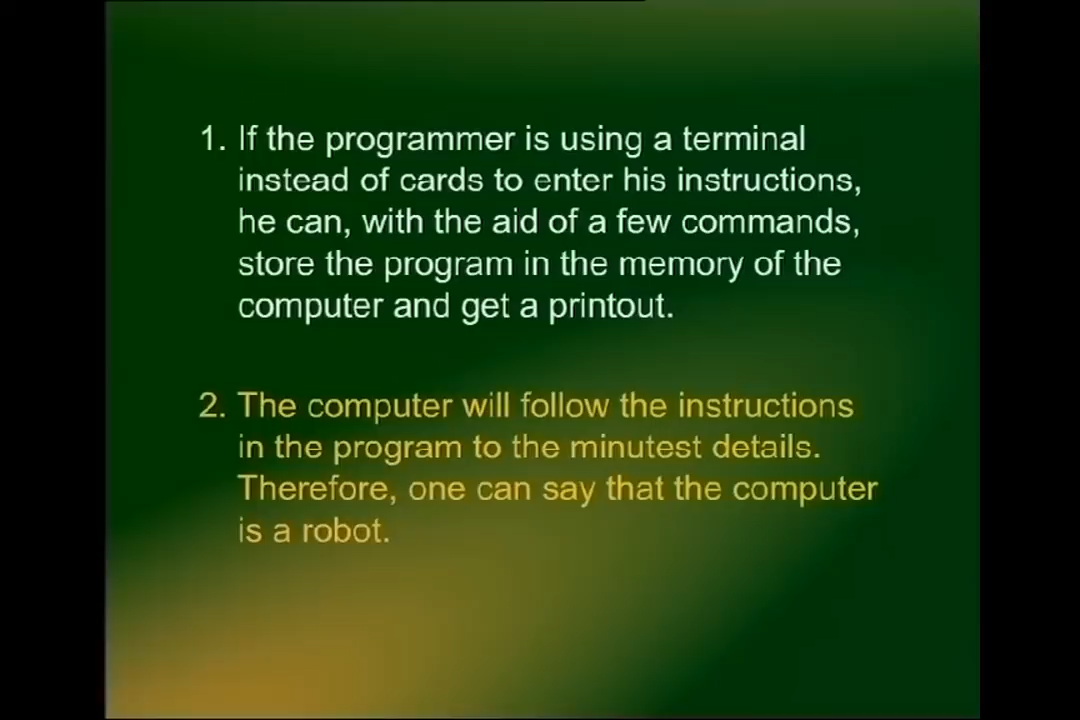 1. If the programmer is using a terminal
instead of cards to enter his instructions,
he can, with the aid of a few commands,
store the program in the memory of the
computer and get a printout.
2. The computer will follow the instructions
in the program to the minutest details.
Therefore, one can say that the computer
is a robot.